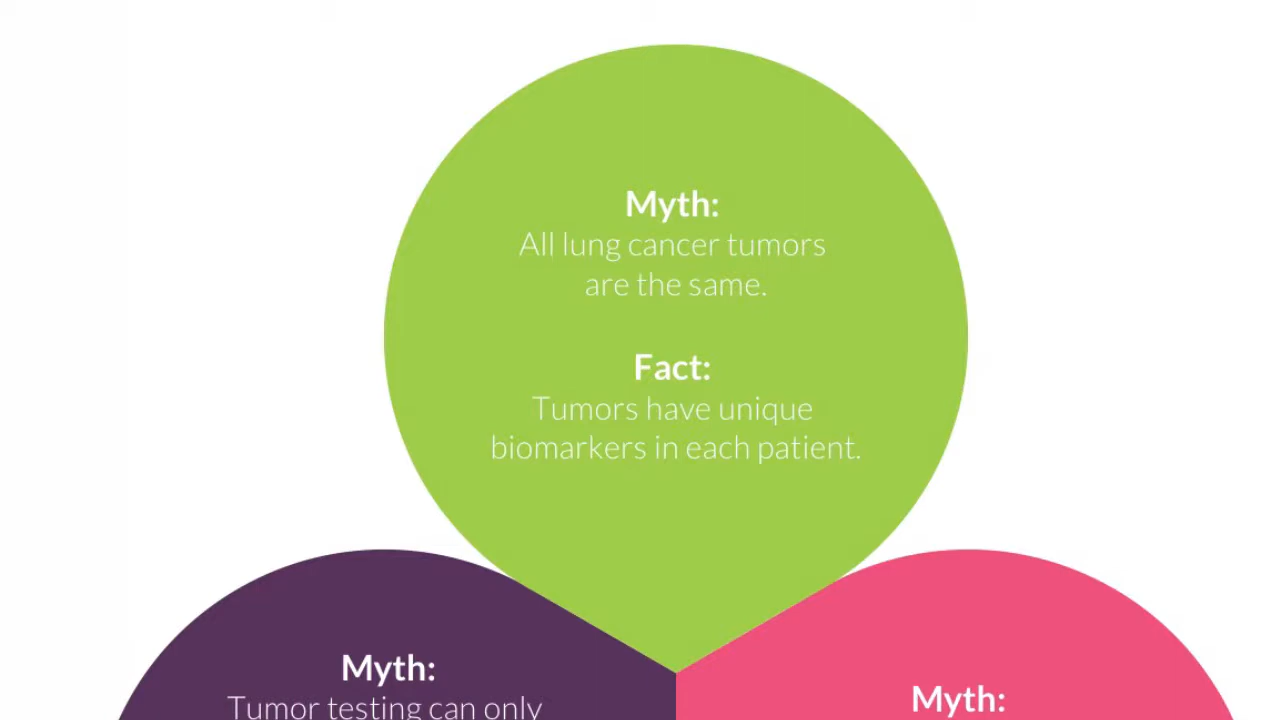 Myth:
All lung cancer tumors
are the same.
Fact:
Tumors have unique
biomarkers in each patient.
Myth:
Tumor testing can only
Myth: